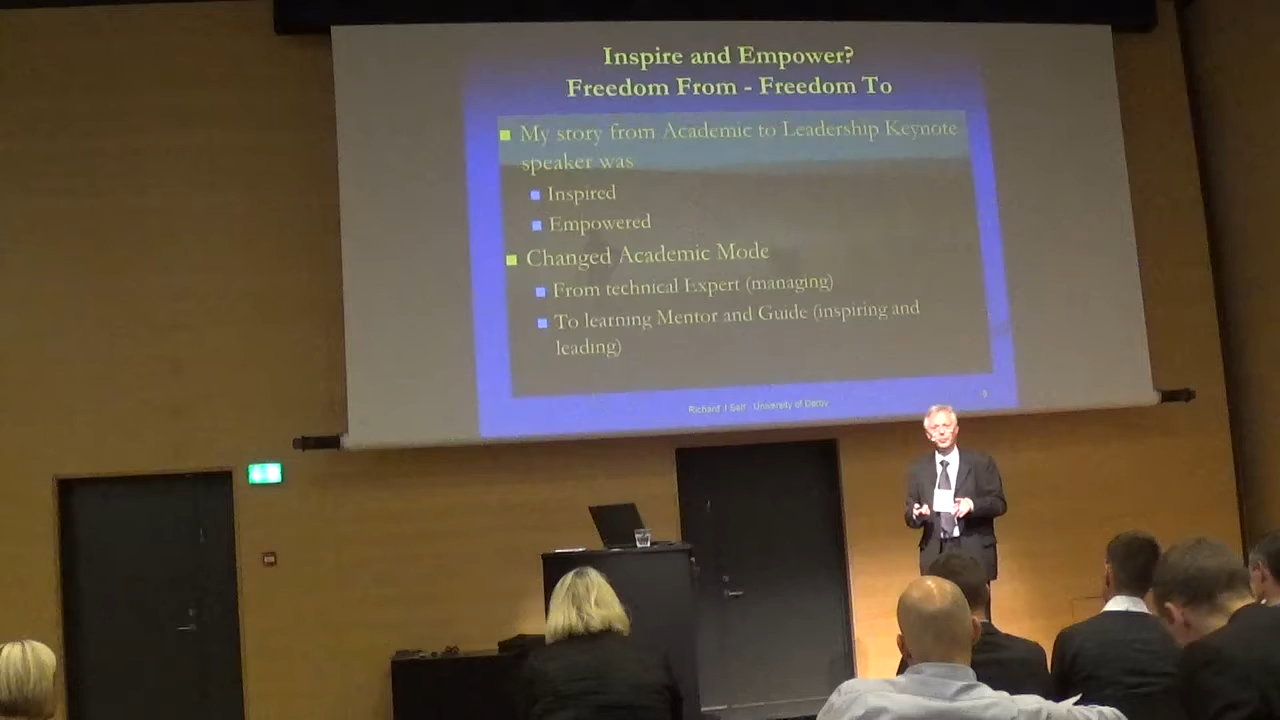 Inspire and Empower?
Freedom From - Freedom To
My story from Academic to Leadership Keynote
speaker was
Inspired
Empowered
Changed Academic Mode
From technical Expert (managing)
To learning Mentor and Guide (inspiring and
leading)
Richard J Self - University of Derby
9